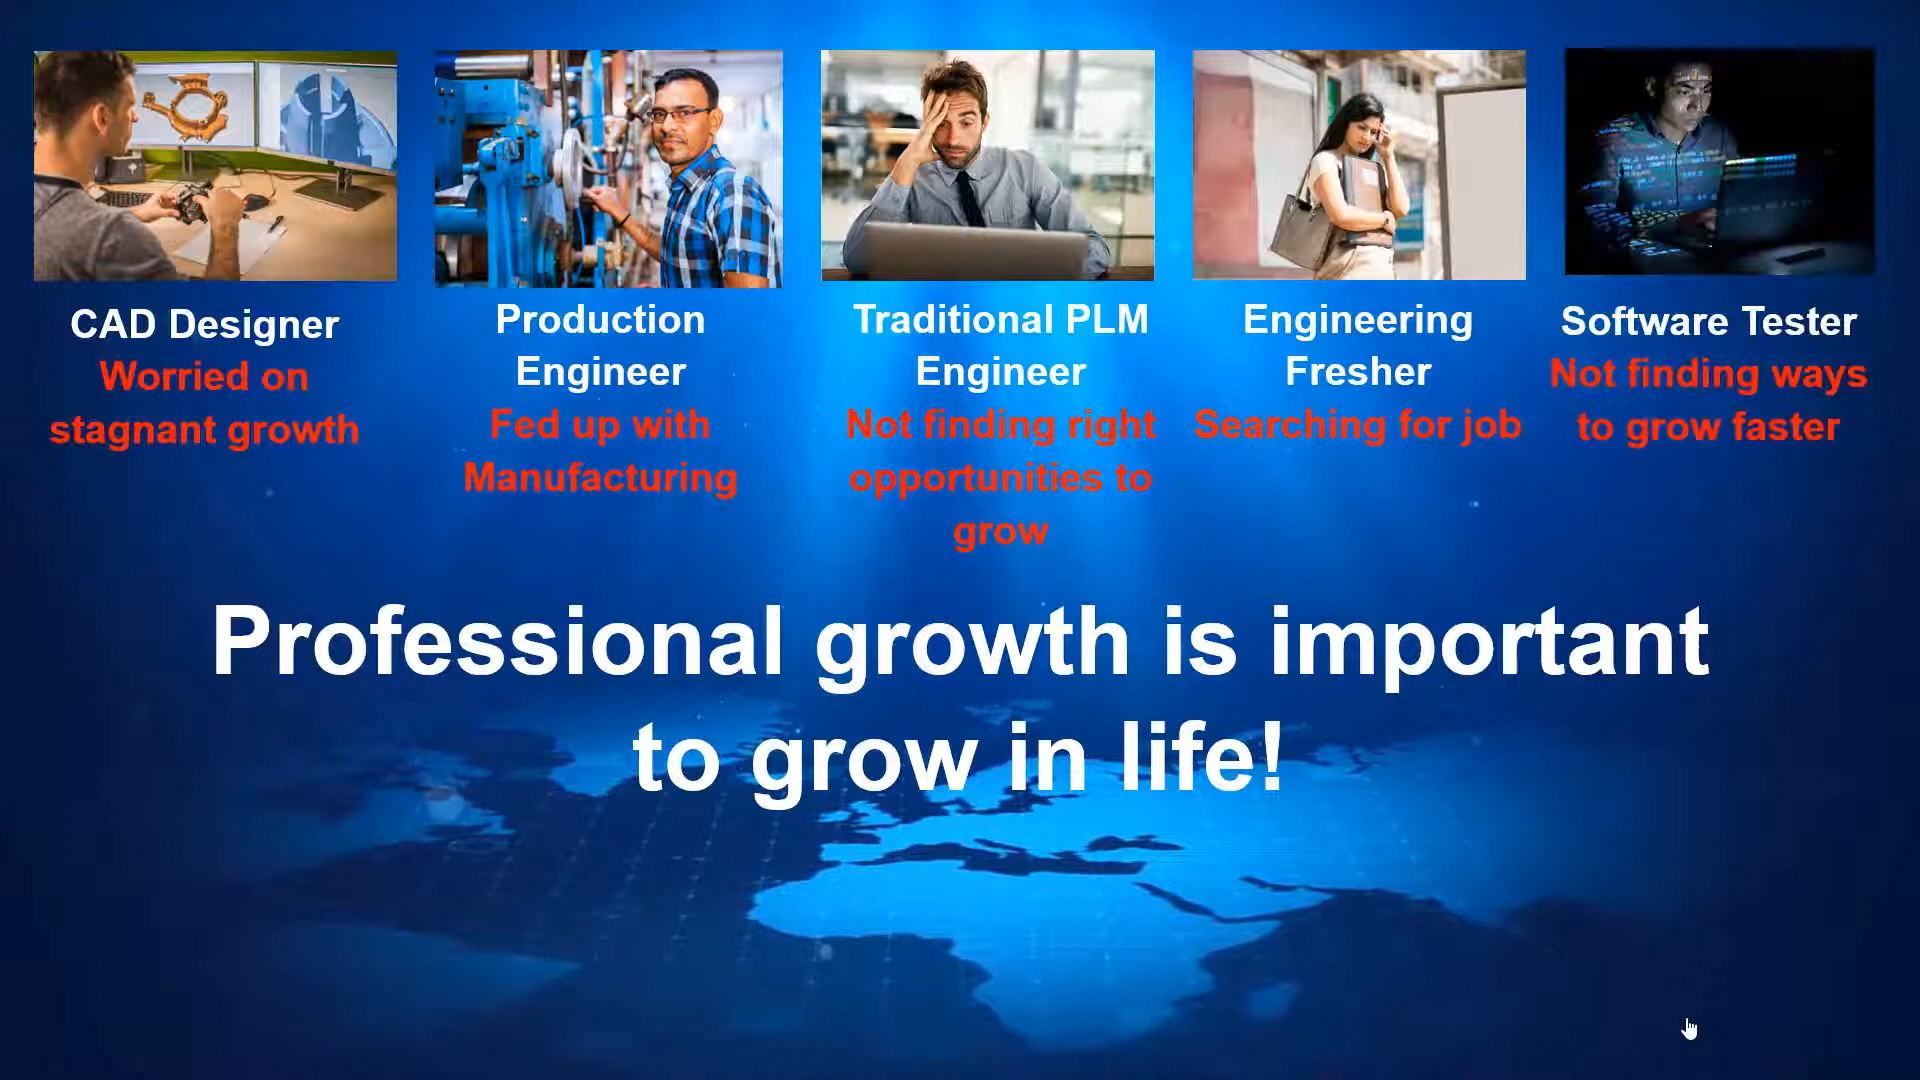 CAD Designer
Worried on
stagnant growth
Production
Engineer
Fed up with
Manufacturing
Traditional PLM
Engineer
Not finding right
opportunities to
grow
Engineering
Fresher
Searching for job
Software Tester
Not finding ways
to grow faster
Professional growth is important
to grow in life!